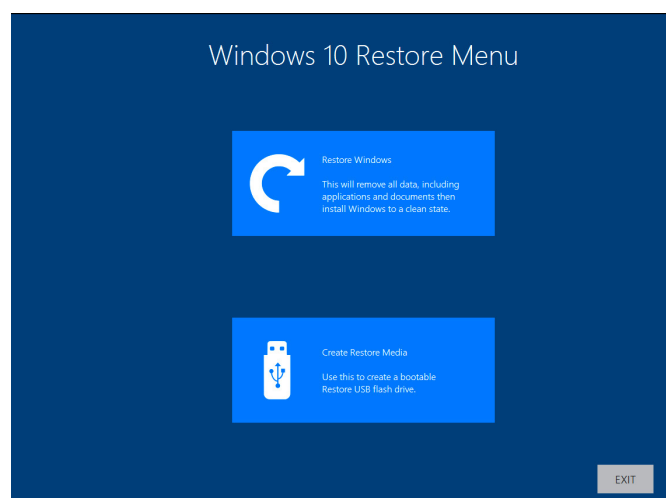 Windows 10 Restore Menu
Restore Windows
This will remove all data, including
applications and documents then
install Windows to a clean state.
Create Restore Media
Use this to create a bootable
Restore USB flash drive.
EXIT